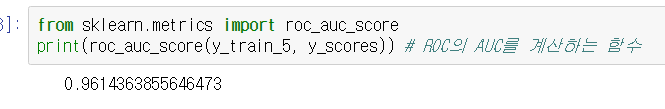 ]:
from sklearn.metrics import roc_auc_score
print(roc_auc_score(y_train_5, y_scores)) # ROC의 AUC를 계산하는 함수
0.9614363855646473